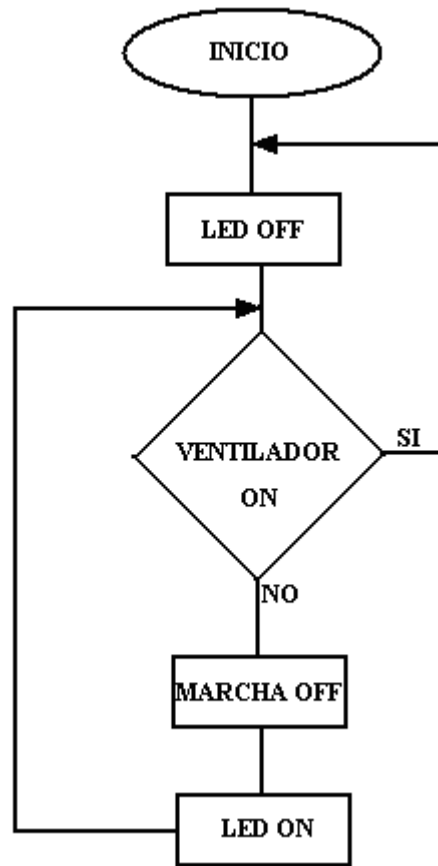 INICIO
LED OFF
VENTILADOR
ON
SI
NO
MARCHA OFF
LED ON